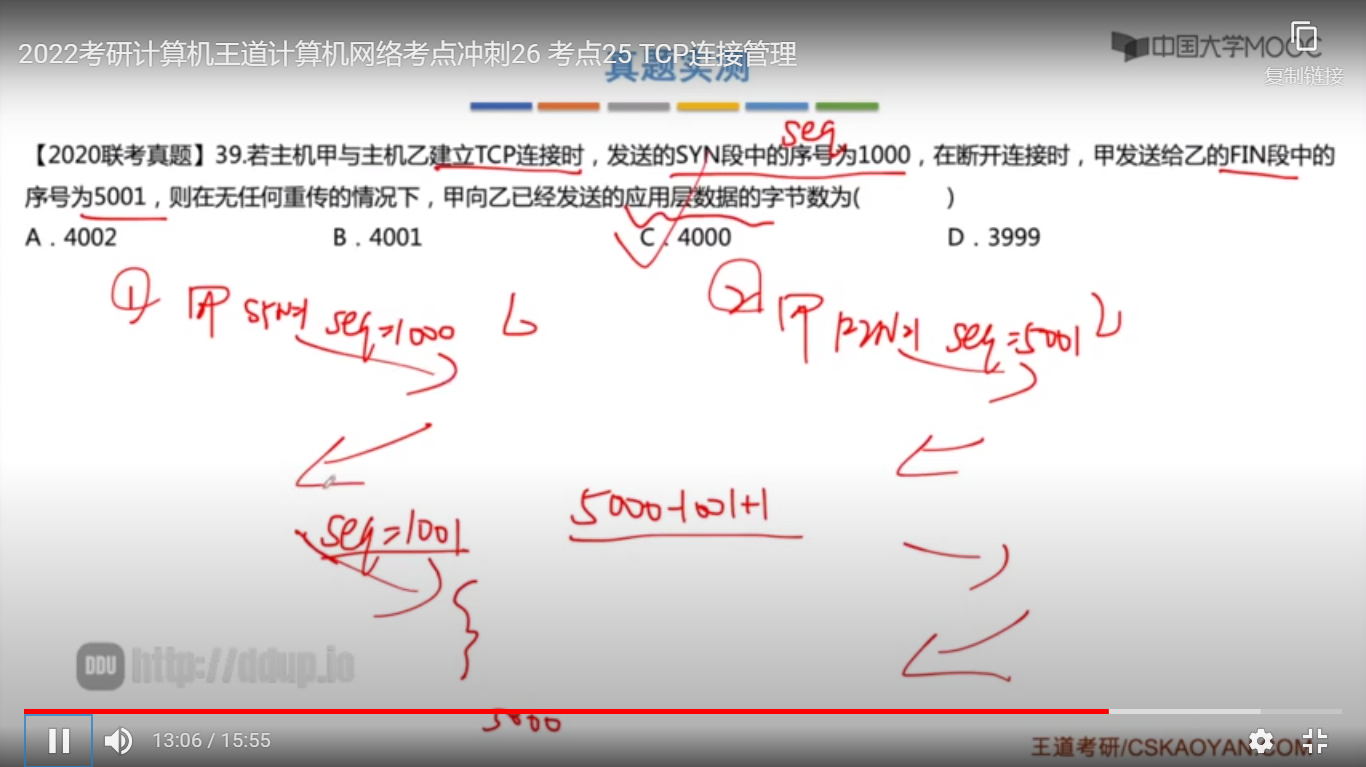 2022考研计算机王道计算机网络考点冲刺26 考点25 TCP连接管理
中国大学MOOC
真题实测
复制链接
seq
【2020联考真题】39.若主机甲与主机乙建立TCP连接时，发送的SYN段中的序号为1000，在断开连接时，甲发送给乙的FIN段中的
序号为5001，则在无任何重传的情况下，甲向乙已经发送的应用层数据的字节数为( )
A．4002 B．4001 C．4000 D．3999
① 甲 SYN=1 seq=1000 乙
② 甲 FIN=1 seq=5001 乙
5000-1001+1
seq=1001
DDU http://ddup.io
5000
13:06 / 15:55
王道考研/CSKAOYAN.COM